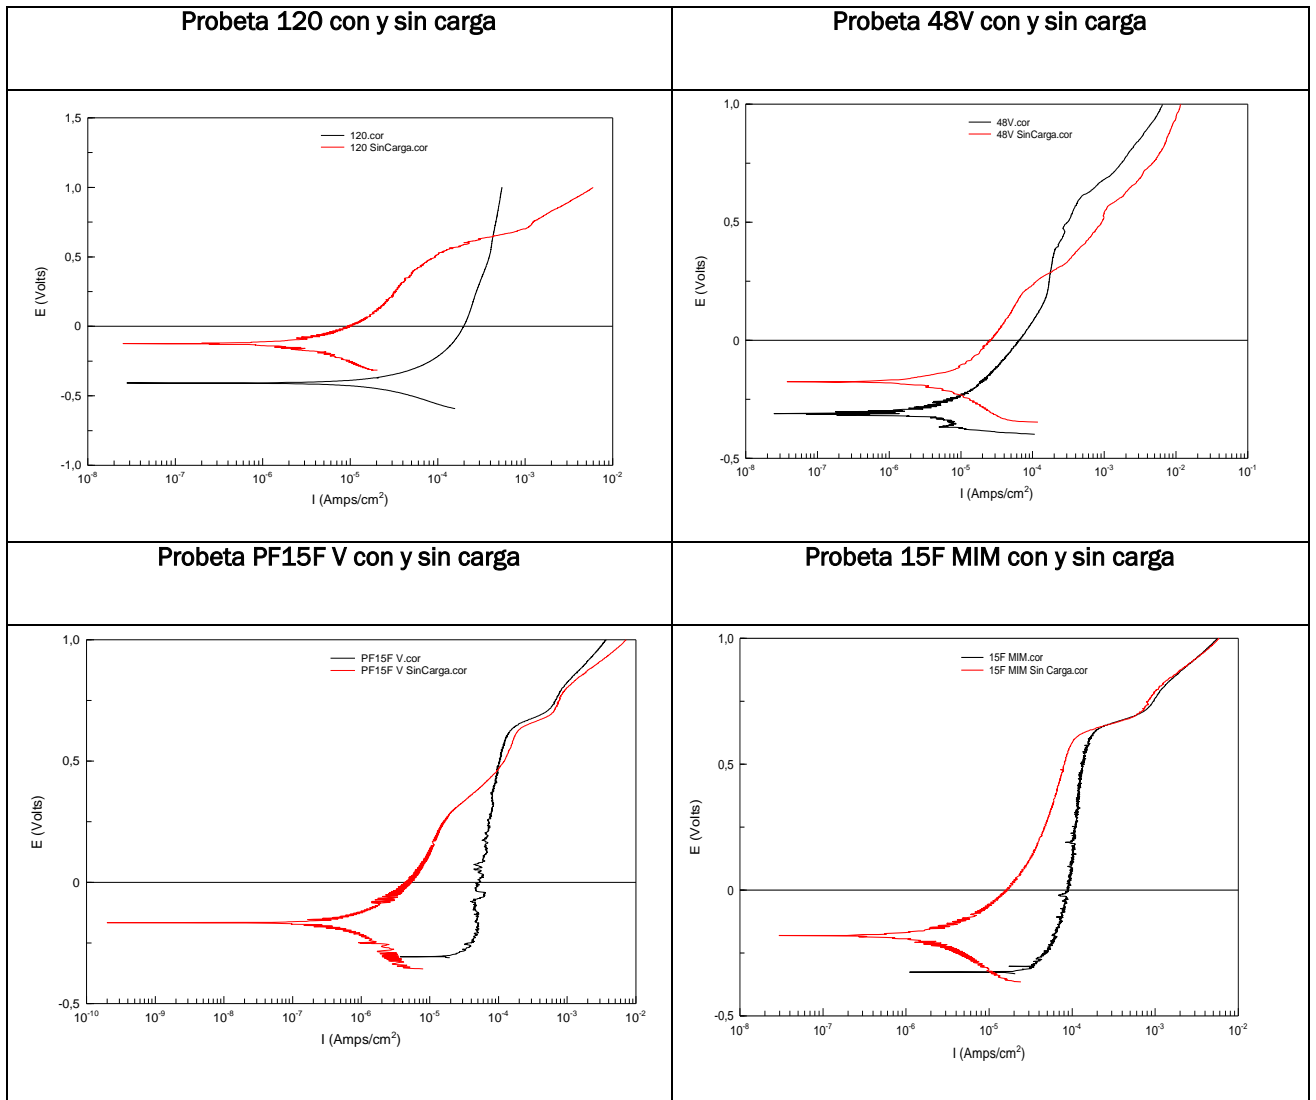 Probeta 120 con y sin carga
Probeta 48V con y sin carga
1,5
1,0
0,5
0
-0,5
-1,0
E (Volts)
120.cor
120 SinCarga.cor
10-8
10-7
10-6
10-5
10-4
10-3
10-2
I (Amps/cm2)
1,0
0,5
0
-0,5
E (Volts)
48V.cor
48V SinCarga.cor
10-8
10-7
10-6
10-5
10-4
10-3
10-2
10-1
I (Amps/cm2)
Probeta PF15F V con y sin carga
Probeta 15F MIM con y sin carga
1,0
0,5
0
-0,5
E (Volts)
PF15F V.cor
PF15F V SinCarga.cor
10-10
10-9
10-8
10-7
10-6
10-5
10-4
10-3
10-2
I (Amps/cm2)
1,0
0,5
0
-0,5
E (Volts)
15F MIM.cor
15F MIM Sin Carga.cor
10-8
10-7
10-6
10-5
10-4
10-3
10-2
I (Amps/cm2)